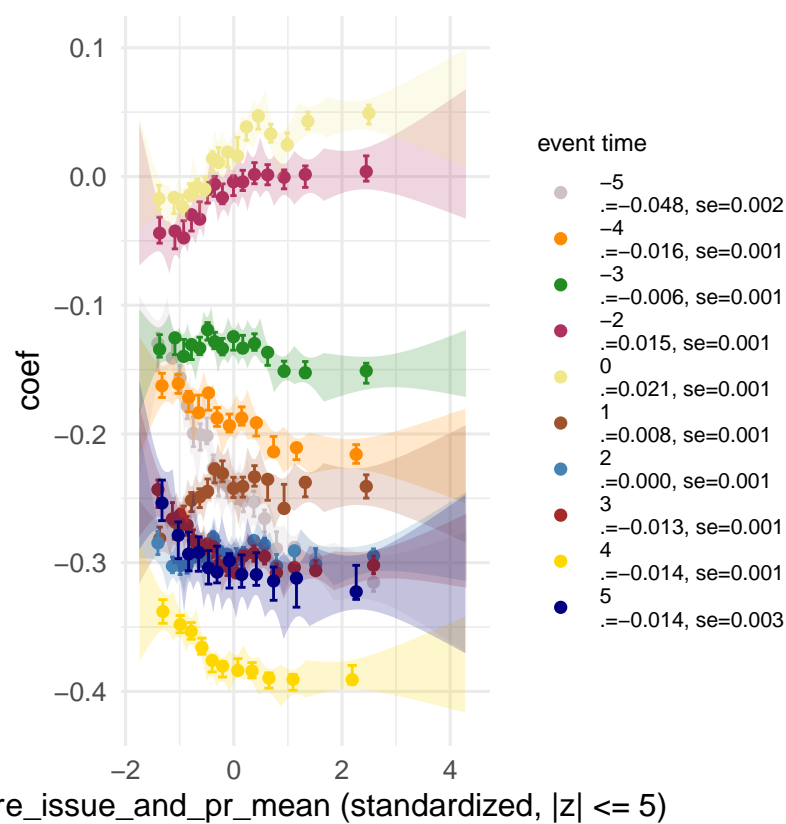 0.1
0.0
−0.1
−0.2
−0.3
−0.4
coef
−2
0
2
4
re_issue_and_pr_mean (standardized, |z| <= 5)
event time
−5
.=−0.048, se=0.002
−4
.=−0.016, se=0.001
−3
.=−0.006, se=0.001
−2
.=0.015, se=0.001
0
.=0.021, se=0.001
1
.=0.008, se=0.001
2
.=0.000, se=0.001
3
.=−0.013, se=0.001
4
.=−0.014, se=0.001
5
.=−0.014, se=0.003